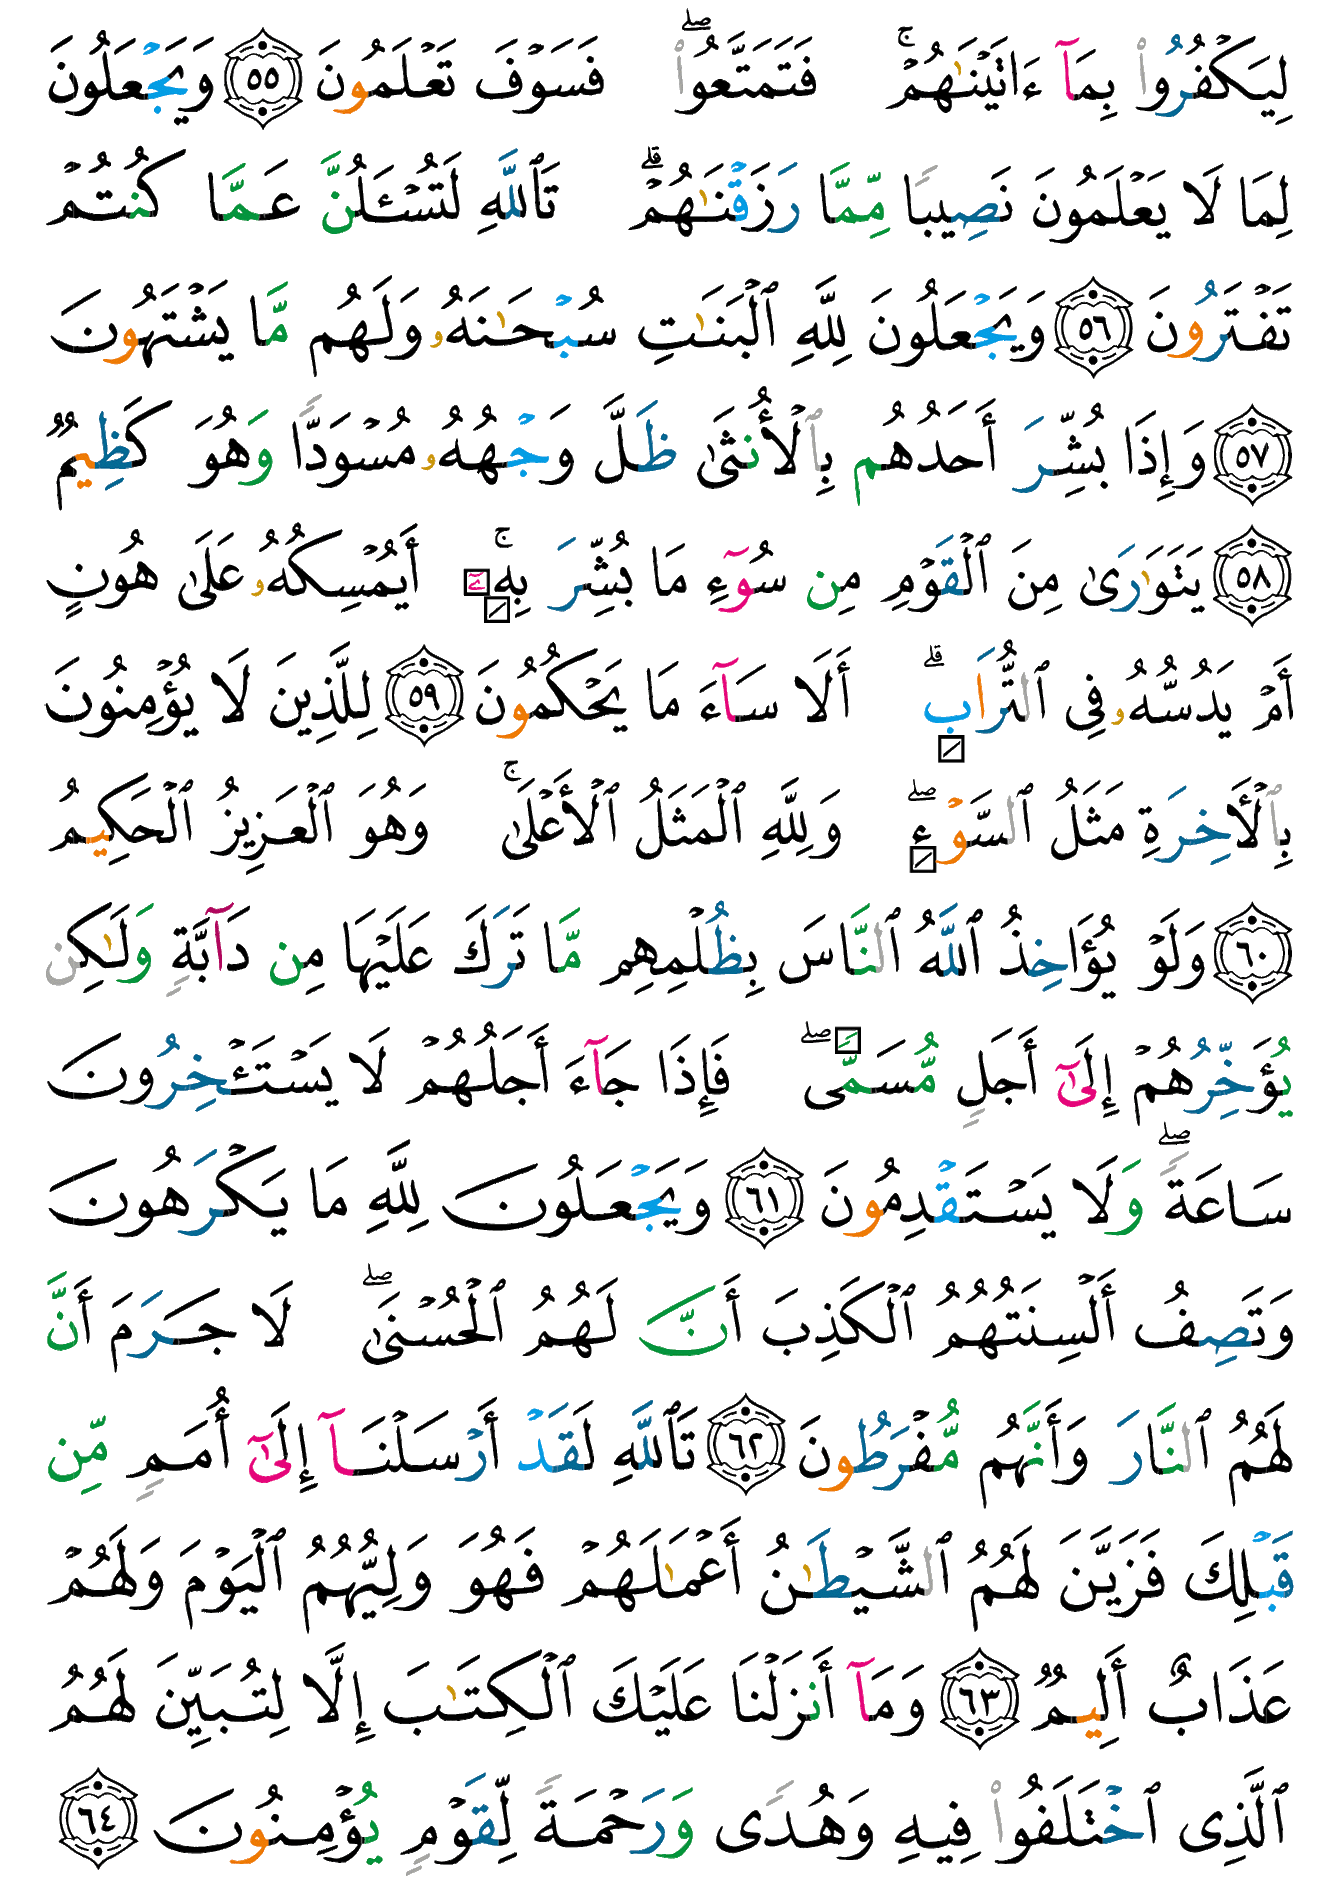 لِيَكْفُرُوا۟ بِمَآ ءَاتَيْنَـٰهُمْ ۚ فَتَمَتَّعُوا۟ ۖ فَسَوْفَ تَعْلَمُونَ ٥٥ وَيَجْعَلُونَ
لِمَا لَا يَعْلَمُونَ نَصِيبًا مِّمَّا رَزَقْنَـٰهُمْ ۗ تَٱللَّهِ لَتُسْـَٔلُنَّ عَمَّا كُنتُمْ
تَفْتَرُونَ ٥٦ وَيَجْعَلُونَ لِلَّهِ ٱلْبَنَـٰتِ سُبْحَـٰنَهُۥ وَلَهُم مَّا يَشْتَهُونَ
٥٧ وَإِذَا بُشِّرَ أَحَدُهُم بِٱلْأُنثَىٰ ظَلَّ وَجْهُهُۥ مُسْوَدًّا وَهُوَ كَظِيمٌ
٥٨ يَتَوَٰرَىٰ مِنَ ٱلْقَوْمِ مِن سُوٓءِ مَا بُشِّرَ بِهِۦٓ ۚ أَيُمْسِكُهُۥ عَلَىٰ هُونٍ
أَمْ يَدُسُّهُۥ فِى ٱلتُّرَابِ ۗ أَلَا سَآءَ مَا يَحْكُمُونَ ٥٩ لِلَّذِينَ لَا يُؤْمِنُونَ
بِٱلْـَٔاخِرَةِ مَثَلُ ٱلسَّوْءِ ۖ وَلِلَّهِ ٱلْمَثَلُ ٱلْأَعْلَىٰ ۚ وَهُوَ ٱلْعَزِيزُ ٱلْحَكِيمُ
٦٠ وَلَوْ يُؤَاخِذُ ٱللَّهُ ٱلنَّاسَ بِظُلْمِهِم مَّا تَرَكَ عَلَيْهَا مِن دَآبَّةٍ وَلَـٰكِن
يُؤَخِّرُهُمْ إِلَىٰٓ أَجَلٍ مُّسَمًّى ۖ فَإِذَا جَآءَ أَجَلُهُمْ لَا يَسْتَـْٔخِرُونَ
سَاعَةً ۖ وَلَا يَسْتَقْدِمُونَ ٦١ وَيَجْعَلُونَ لِلَّهِ مَا يَكْرَهُونَ
وَتَصِفُ أَلْسِنَتُهُمُ ٱلْكَذِبَ أَنَّ لَهُمُ ٱلْحُسْنَىٰ ۖ لَا جَرَمَ أَنَّ
لَهُمُ ٱلنَّارَ وَأَنَّهُم مُّفْرَطُونَ ٦٢ تَٱللَّهِ لَقَدْ أَرْسَلْنَآ إِلَىٰٓ أُمَمٍ مِّن
قَبْلِكَ فَزَيَّنَ لَهُمُ ٱلشَّيْطَـٰنُ أَعْمَـٰلَهُمْ فَهُوَ وَلِيُّهُمُ ٱلْيَوْمَ وَلَهُمْ
عَذَابٌ أَلِيمٌ ٦٣ وَمَآ أَنزَلْنَا عَلَيْكَ ٱلْكِتَـٰبَ إِلَّا لِتُبَيِّنَ لَهُمُ
ٱلَّذِى ٱخْتَلَفُوا۟ فِيهِ وَهُدًى وَرَحْمَةً لِّقَوْمٍ يُؤْمِنُونَ ٦٤